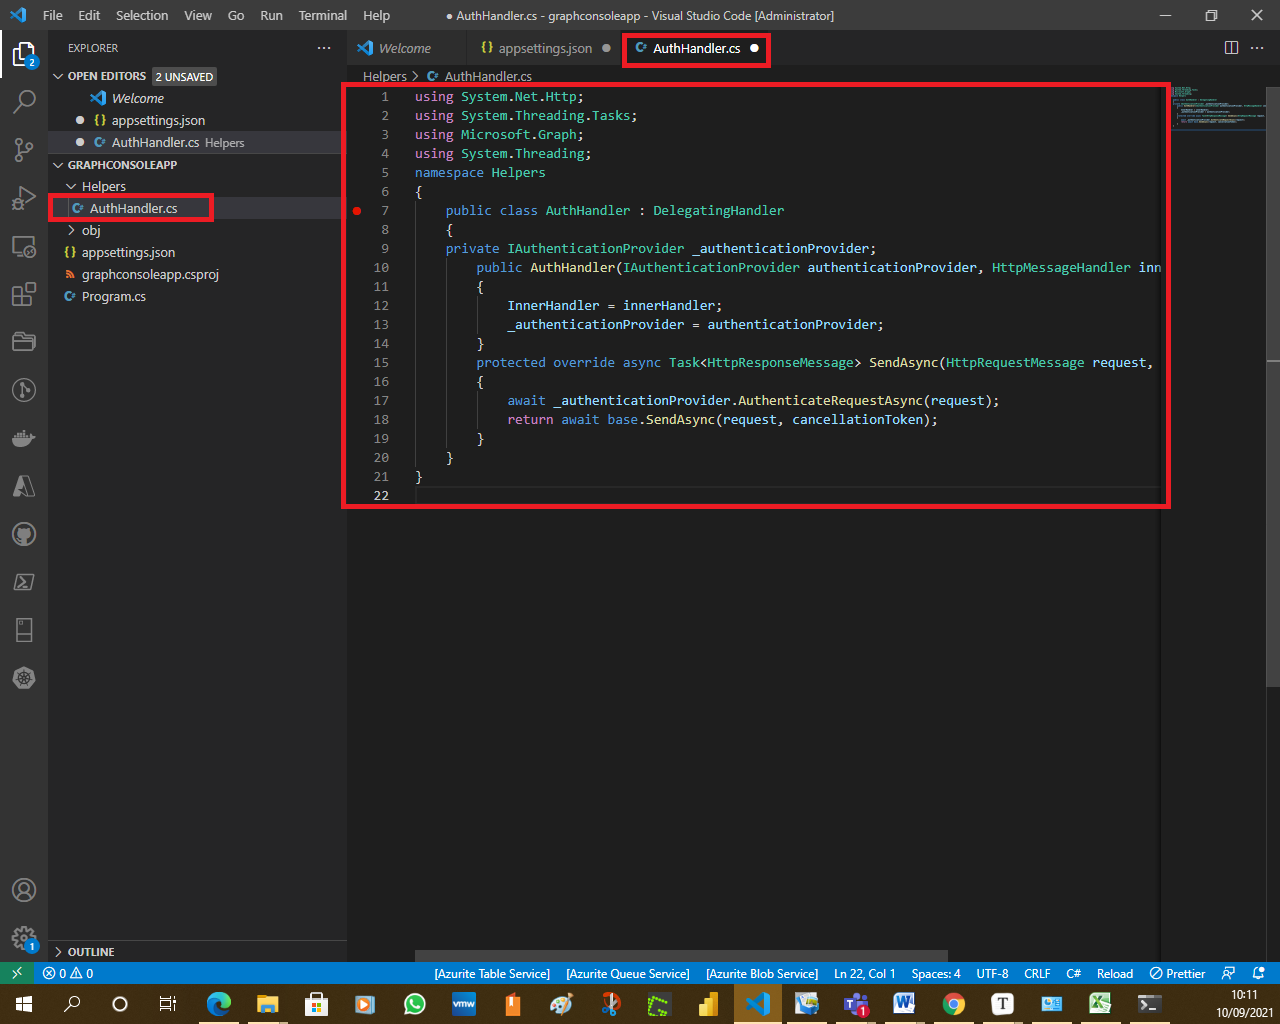 File Edit Selection View Go Run Terminal Help
● AuthHandler.cs - graphconsoleapp - Visual Studio Code [Administrator]
EXPLORER
Welcome
appsettings.json
AuthHandler.cs
OPEN EDITORS 2 UNSAVED
Welcome
appsettings.json
AuthHandler.cs Helpers
GRAPHCONSOLEAPP
Helpers
AuthHandler.cs
obj
appsettings.json
graphconsoleapp.csproj
Program.cs
OUTLINE
2
1
Helpers > AuthHandler.cs
1 using System.Net.Http;
2 using System.Threading.Tasks;
3 using Microsoft.Graph;
4 using System.Threading;
5 namespace Helpers
6 {
7 public class AuthHandler : DelegatingHandler
8 {
9 private IAuthenticationProvider _authenticationProvider;
10 public AuthHandler(IAuthenticationProvider authenticationProvider, HttpMessageHandler inn
11 {
12 InnerHandler = innerHandler;
13 _authenticationProvider = authenticationProvider;
14 }
15 protected override async Task<HttpResponseMessage> SendAsync(HttpRequestMessage request,
16 {
17 await _authenticationProvider.AuthenticateRequestAsync(request);
18 return await base.SendAsync(request, cancellationToken);
19 }
20 }
21 }
22
0 0 [Azurite Table Service] [Azurite Queue Service] [Azurite Blob Service] Ln 22, Col 1 Spaces: 4 UTF-8 CRLF C# Reload Prettier
vmw
T
1
10:11
10/09/2021